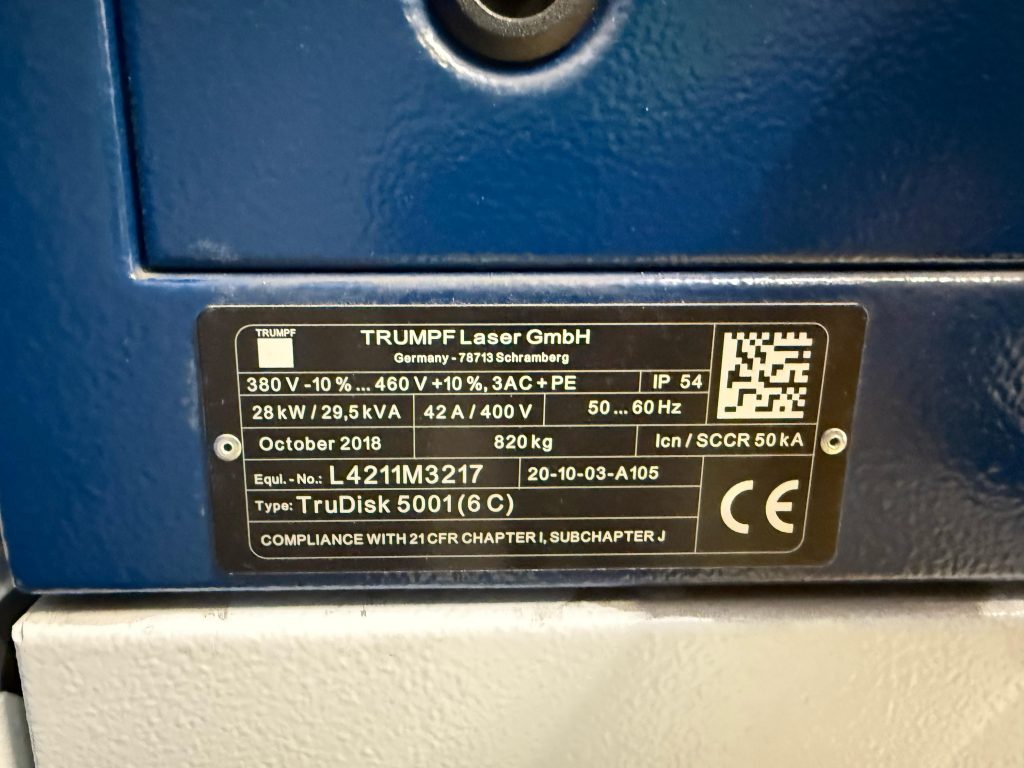 TRUMPF
TRUMPF Laser GmbH
Germany - 78713 Schramberg
380 V -10 % ... 460 V +10 %, 3AC + PE
IP 54
28 kW / 29,5 kVA
42 A / 400 V
50 ... 60 Hz
October 2018
820 kg
Icn / SCCR 50 kA
Equi. - No.: L4211M3217
20-10-03-A105
Type: TruDisk 5001 (6 C)
CE
COMPLIANCE WITH 21 CFR CHAPTER I, SUBCHAPTER J